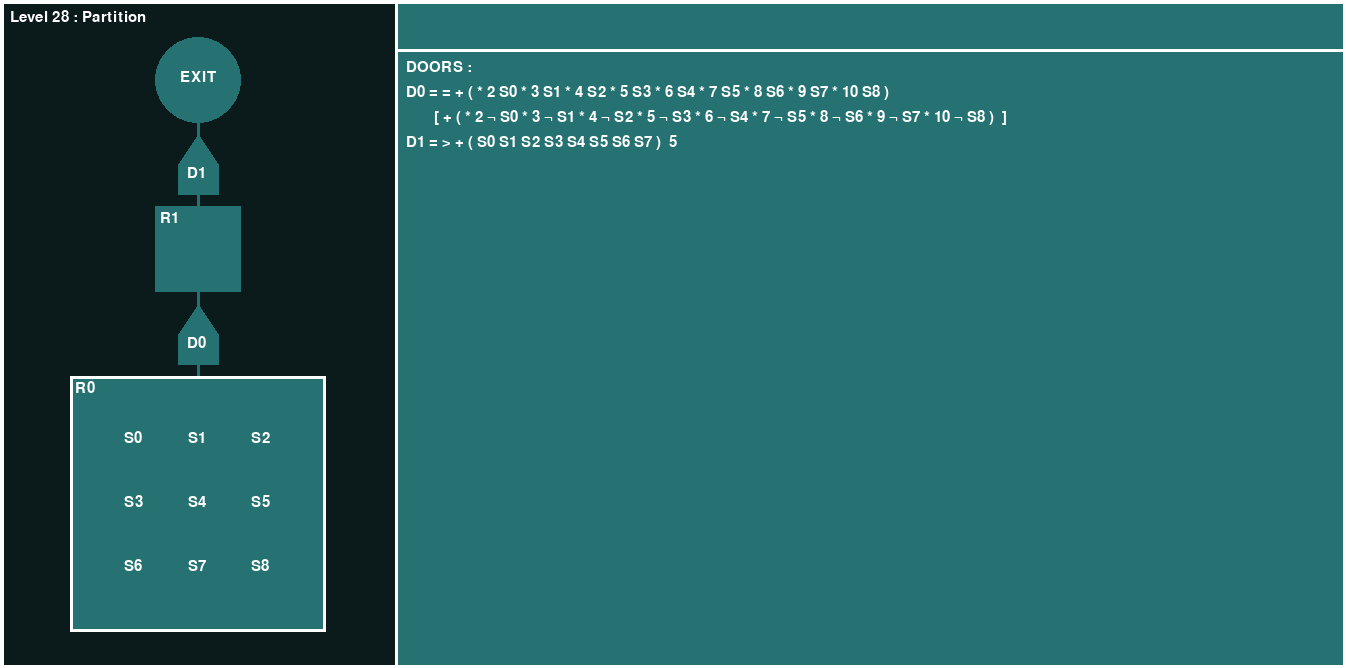 Level 28 : Partition
EXIT
D1
R1
D0
R0
S0 S1 S2
S3 S4 S5
S6 S7 S8
DOORS :
D0 = = + ( * 2 S0 * 3 S1 * 4 S2 * 5 S3 * 6 S4 * 7 S5 * 8 S6 * 9 S7 * 10 S8 )
[ + ( * 2 ¬ S0 * 3 ¬ S1 * 4 ¬ S2 * 5 ¬ S3 * 6 ¬ S4 * 7 ¬ S5 * 8 ¬ S6 * 9 ¬ S7 * 10 ¬ S8 ) ]
D1 = > + ( S0 S1 S2 S3 S4 S5 S6 S7 ) 5